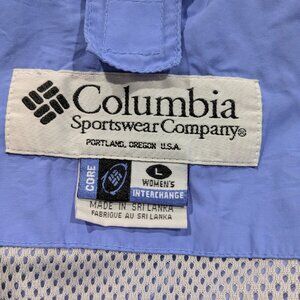 Columbia
Sportswear Company®
PORTLAND, OREGON U.S.A.
CORE
L
WOMEN'S
INTERCHANGE
MADE IN SRI LANKA
FABRIQUE AU SRI LANKA